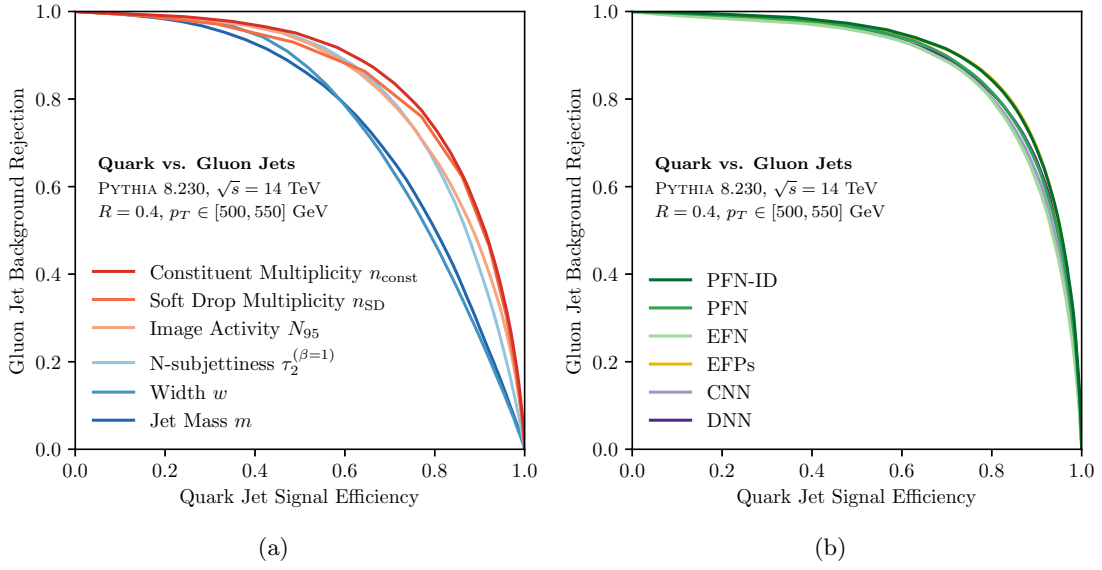 1.0
0.8
0.6
0.4
0.2
0.0
Gluon Jet Background Rejection
Quark vs. Gluon Jets
PYTHIA 8.230, √s = 14 TeV
R = 0.4, p_T ∈ [500, 550] GeV
Constituent Multiplicity n_const
Soft Drop Multiplicity n_SD
Image Activity N_95
N-subjettiness τ_2^(β=1)
Width w
Jet Mass m
0.0 0.2 0.4 0.6 0.8 1.0
Quark Jet Signal Efficiency
(a)
1.0
0.8
0.6
0.4
0.2
0.0
Gluon Jet Background Rejection
Quark vs. Gluon Jets
PYTHIA 8.230, √s = 14 TeV
R = 0.4, p_T ∈ [500, 550] GeV
PFN-ID
PFN
EFN
EFPs
CNN
DNN
0.0 0.2 0.4 0.6 0.8 1.0
Quark Jet Signal Efficiency
(b)